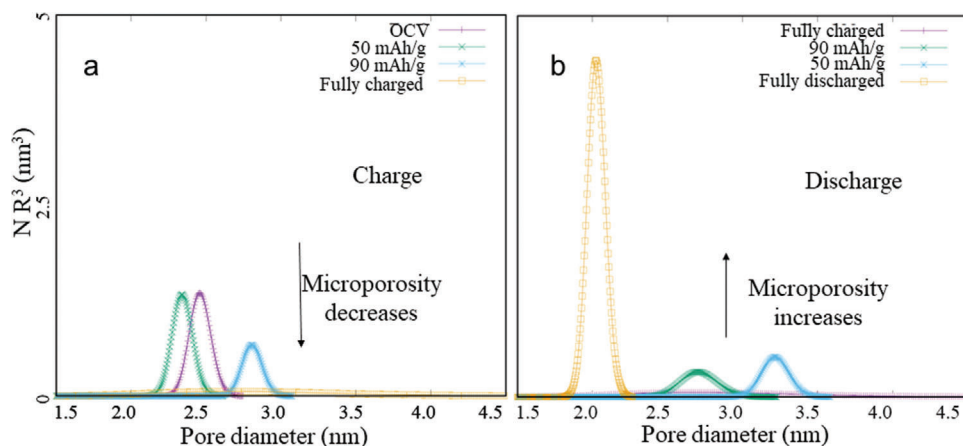 5
a
OCV
50 mAh/g
90 mAh/g
Fully charged
Charge
Microporosity
decreases
N R³ (nm³)
2.5
0
1.5 2.0 2.5 3.0 3.5 4.0 4.5
Pore diameter (nm)
b
Fully charged
90 mAh/g
50 mAh/g
Fully discharged
Discharge
Microporosity
increases
1.5 2.0 2.5 3.0 3.5 4.0 4.5
Pore diameter (nm)